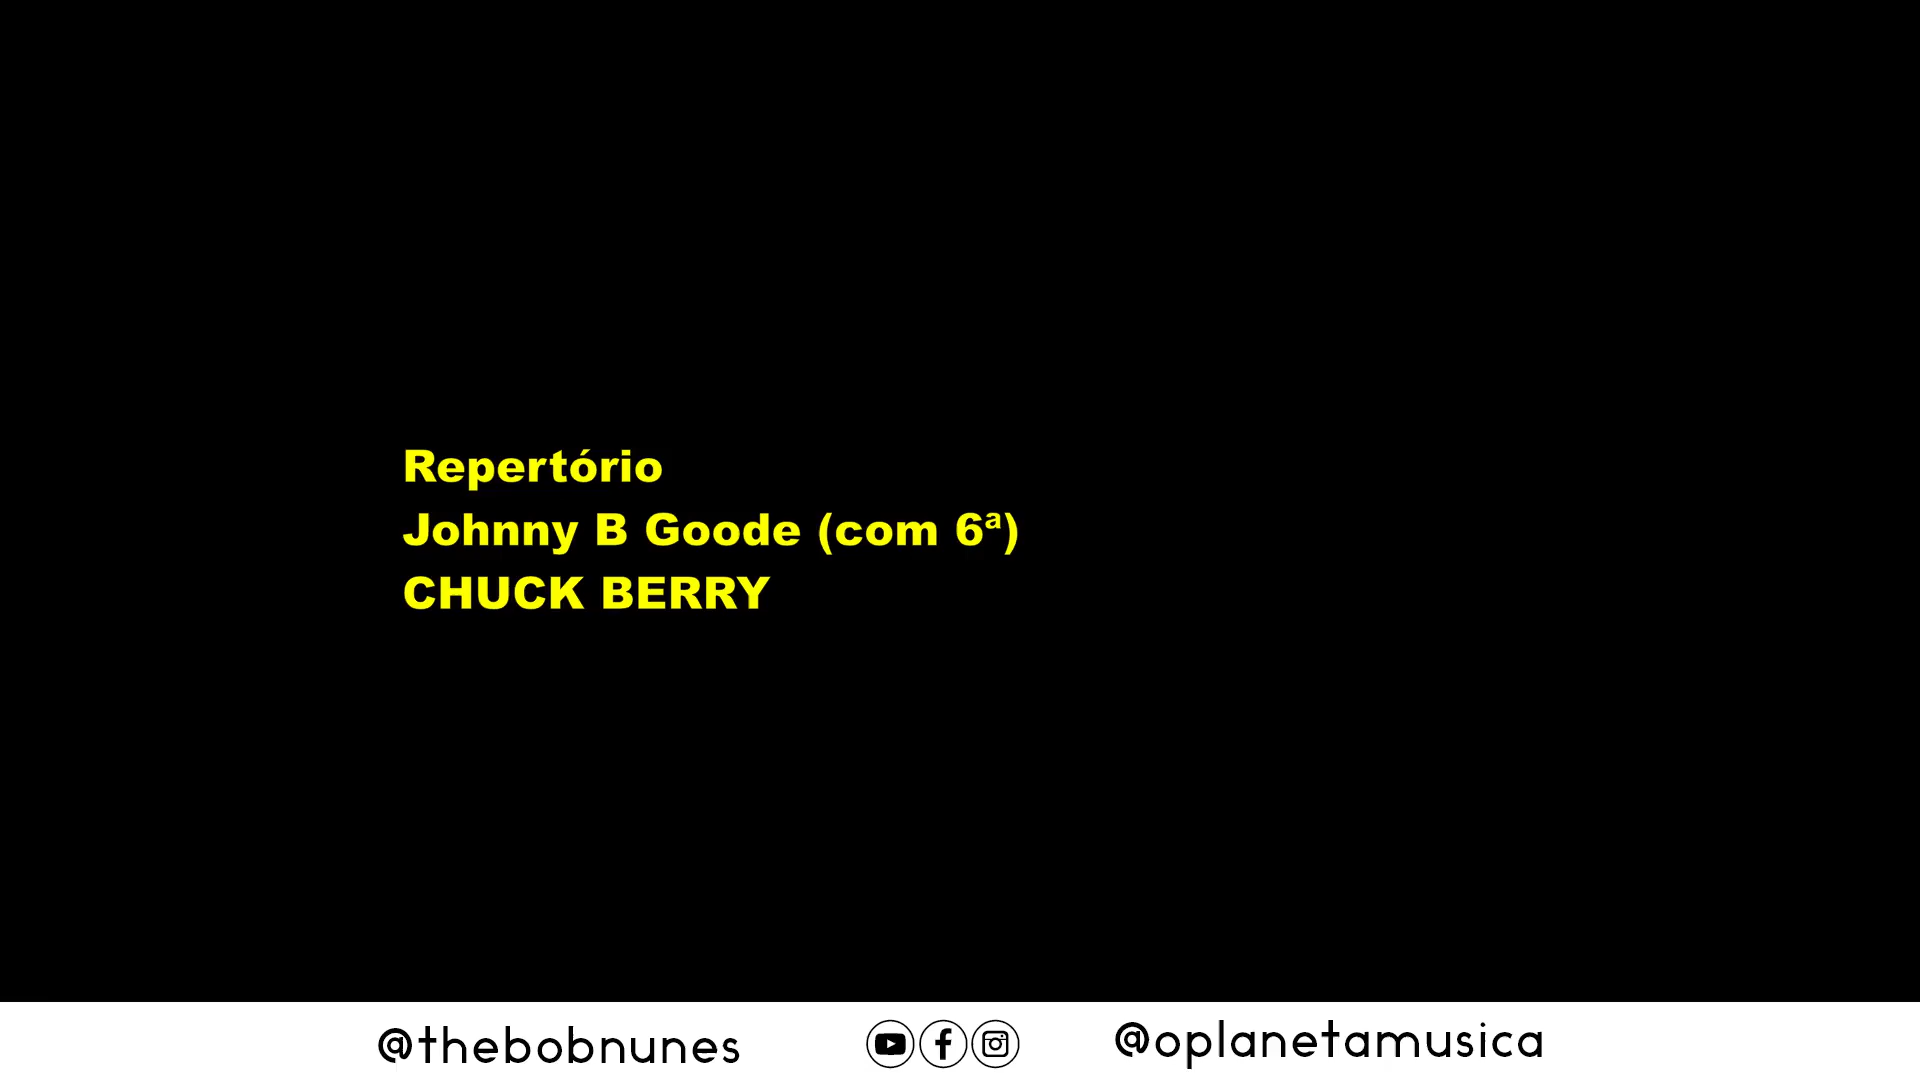 Repertório
Johnny B Goode (com 6ª)
CHUCK BERRY
@thebobnunes
@oplanetamusica